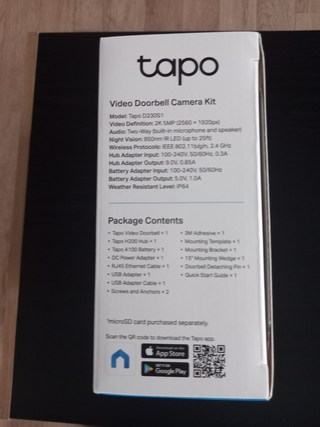 tapo
Video Doorbell Camera Kit
Model: Tapo D230S1
Video Definition: 2K 5MP (2560 × 1920px)
Audio: Two-Way (built-in microphone and speaker)
Night Vision: 850nm IR LED (up to 25ft)
Wireless Protocols: IEEE 802.11b/g/n, 2.4 GHz
Hub Adapter Input: 100-240V, 50/60Hz, 0.3A
Hub Adapter Output: 9.0V, 0.85A
Battery Adapter Input: 100-240V, 50/60Hz
Battery Adapter Output: 5.0V, 1.0A
Weather Resistant Level: IP64
Package Contents
• Tapo Video Doorbell × 1
• Tapo H200 Hub × 1
• Tapo A100 Battery × 1
• DC Power Adapter × 1
• RJ45 Ethernet Cable × 1
• USB Adapter × 1
• USB Adapter Cable × 1
• Screws and Anchors × 2
• 3M Adhesive × 1
• Mounting Template × 1
• Mounting Bracket × 1
• 15° Mounting Wedge × 1
• Doorbell Detaching Pin × 1
• Quick Start Guide × 1
*microSD card purchased separately.
Scan the QR code to download the Tapo app.
Download on the
App Store
GET IT ON
Google Play